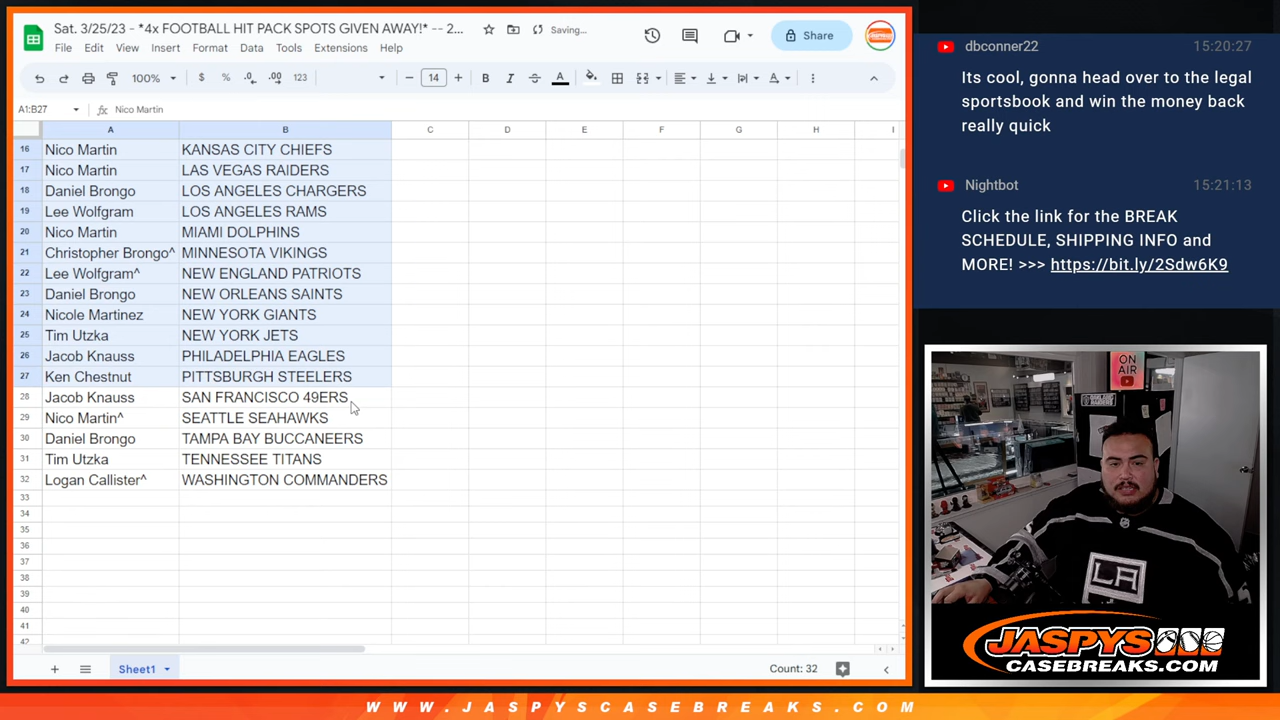 Sat. 3/25/23 - *4x FOOTBALL HIT PACK SPOTS GIVEN AWAY!* -- 2...
Saving...
Share
File Edit View Insert Format Data Tools Extensions Help
100% $ % .0 .00 123 14 B I A
A1:B27 fx Nico Martin
A B C D E F G H I
16 Nico Martin KANSAS CITY CHIEFS
17 Nico Martin LAS VEGAS RAIDERS
18 Daniel Brongo LOS ANGELES CHARGERS
19 Lee Wolfgram LOS ANGELES RAMS
20 Nico Martin MIAMI DOLPHINS
21 Christopher Brongo^ MINNESOTA VIKINGS
22 Lee Wolfgram^ NEW ENGLAND PATRIOTS
23 Daniel Brongo NEW ORLEANS SAINTS
24 Nicole Martinez NEW YORK GIANTS
25 Tim Utzka NEW YORK JETS
26 Jacob Knauss PHILADELPHIA EAGLES
27 Ken Chestnut PITTSBURGH STEELERS
28 Jacob Knauss SAN FRANCISCO 49ERS
29 Nico Martin^ SEATTLE SEAHAWKS
30 Daniel Brongo TAMPA BAY BUCCANEERS
31 Tim Utzka TENNESSEE TITANS
32 Logan Callister^ WASHINGTON COMMANDERS
33
34
35
36
37
38
39
40
41
42
Sheet1
Count: 32
dbconner22 15:20:27
Its cool, gonna head over to the legal
sportsbook and win the money back
really quick
Nightbot 15:21:13
Click the link for the BREAK
SCHEDULE, SHIPPING INFO and
MORE! >>> https://bit.ly/2Sdw6K9
ON
AIR
LA
JASPYS
CASEBREAKS.COM
WWW.JASPYSCASEBREAKS.COM